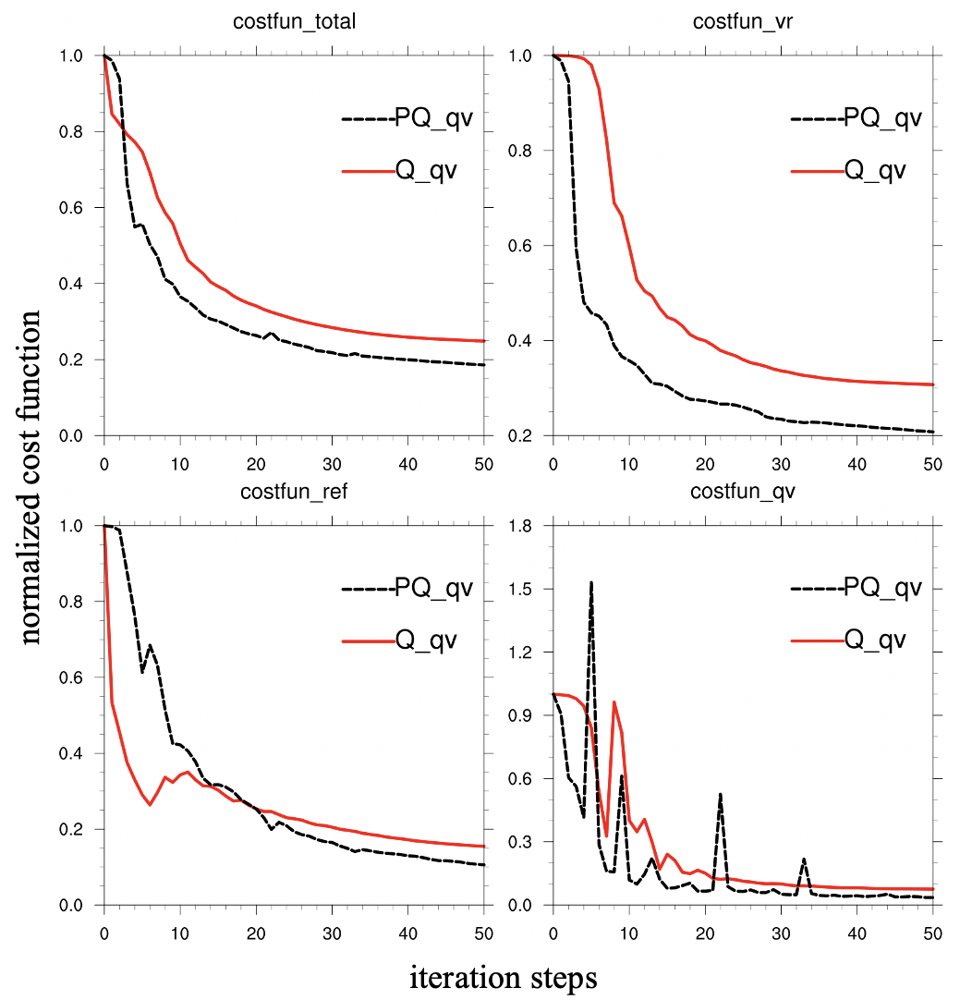 costfun_total
1.0
0.8
0.6
0.4
0.2
0.0
0 10 20 30 40 50
PQ_qv
Q_qv
costfun_vr
1.0
0.8
0.6
0.4
0.2
0 10 20 30 40 50
PQ_qv
Q_qv
costfun_ref
1.0
0.8
0.6
0.4
0.2
0.0
0 10 20 30 40 50
PQ_qv
Q_qv
costfun_qv
1.8
1.5
1.2
0.9
0.6
0.3
0.0
0 10 20 30 40 50
PQ_qv
Q_qv
normalized cost function
iteration steps